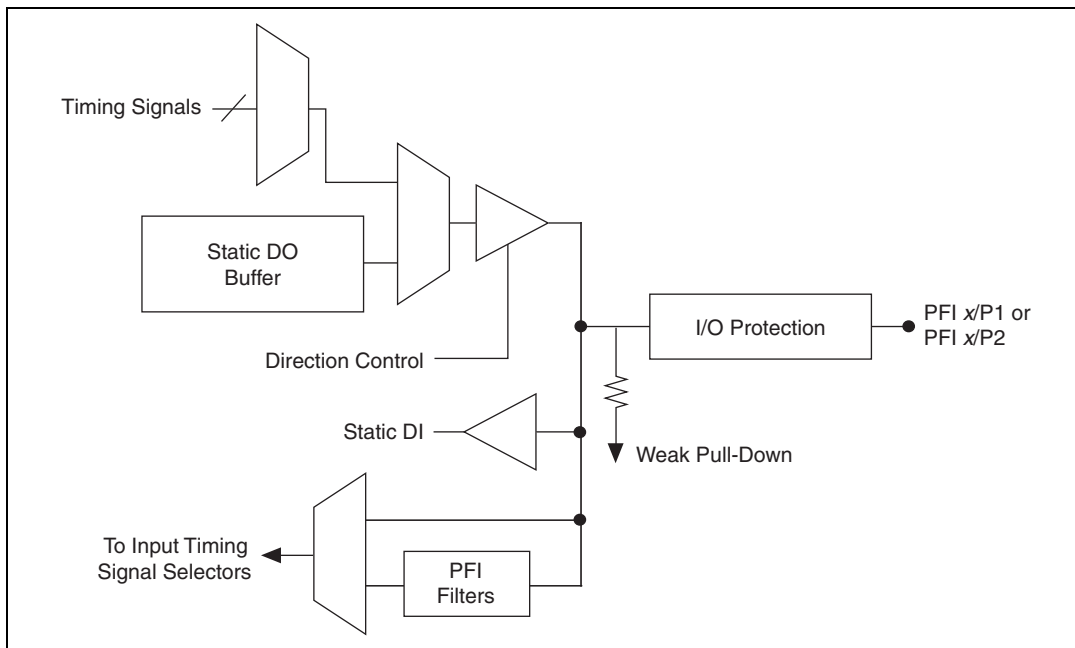 Timing Signals
Static DO
Buffer
I/O Protection
PFI x/P1 or
PFI x/P2
Direction Control
Static DI
Weak Pull-Down
To Input Timing
Signal Selectors
PFI
Filters